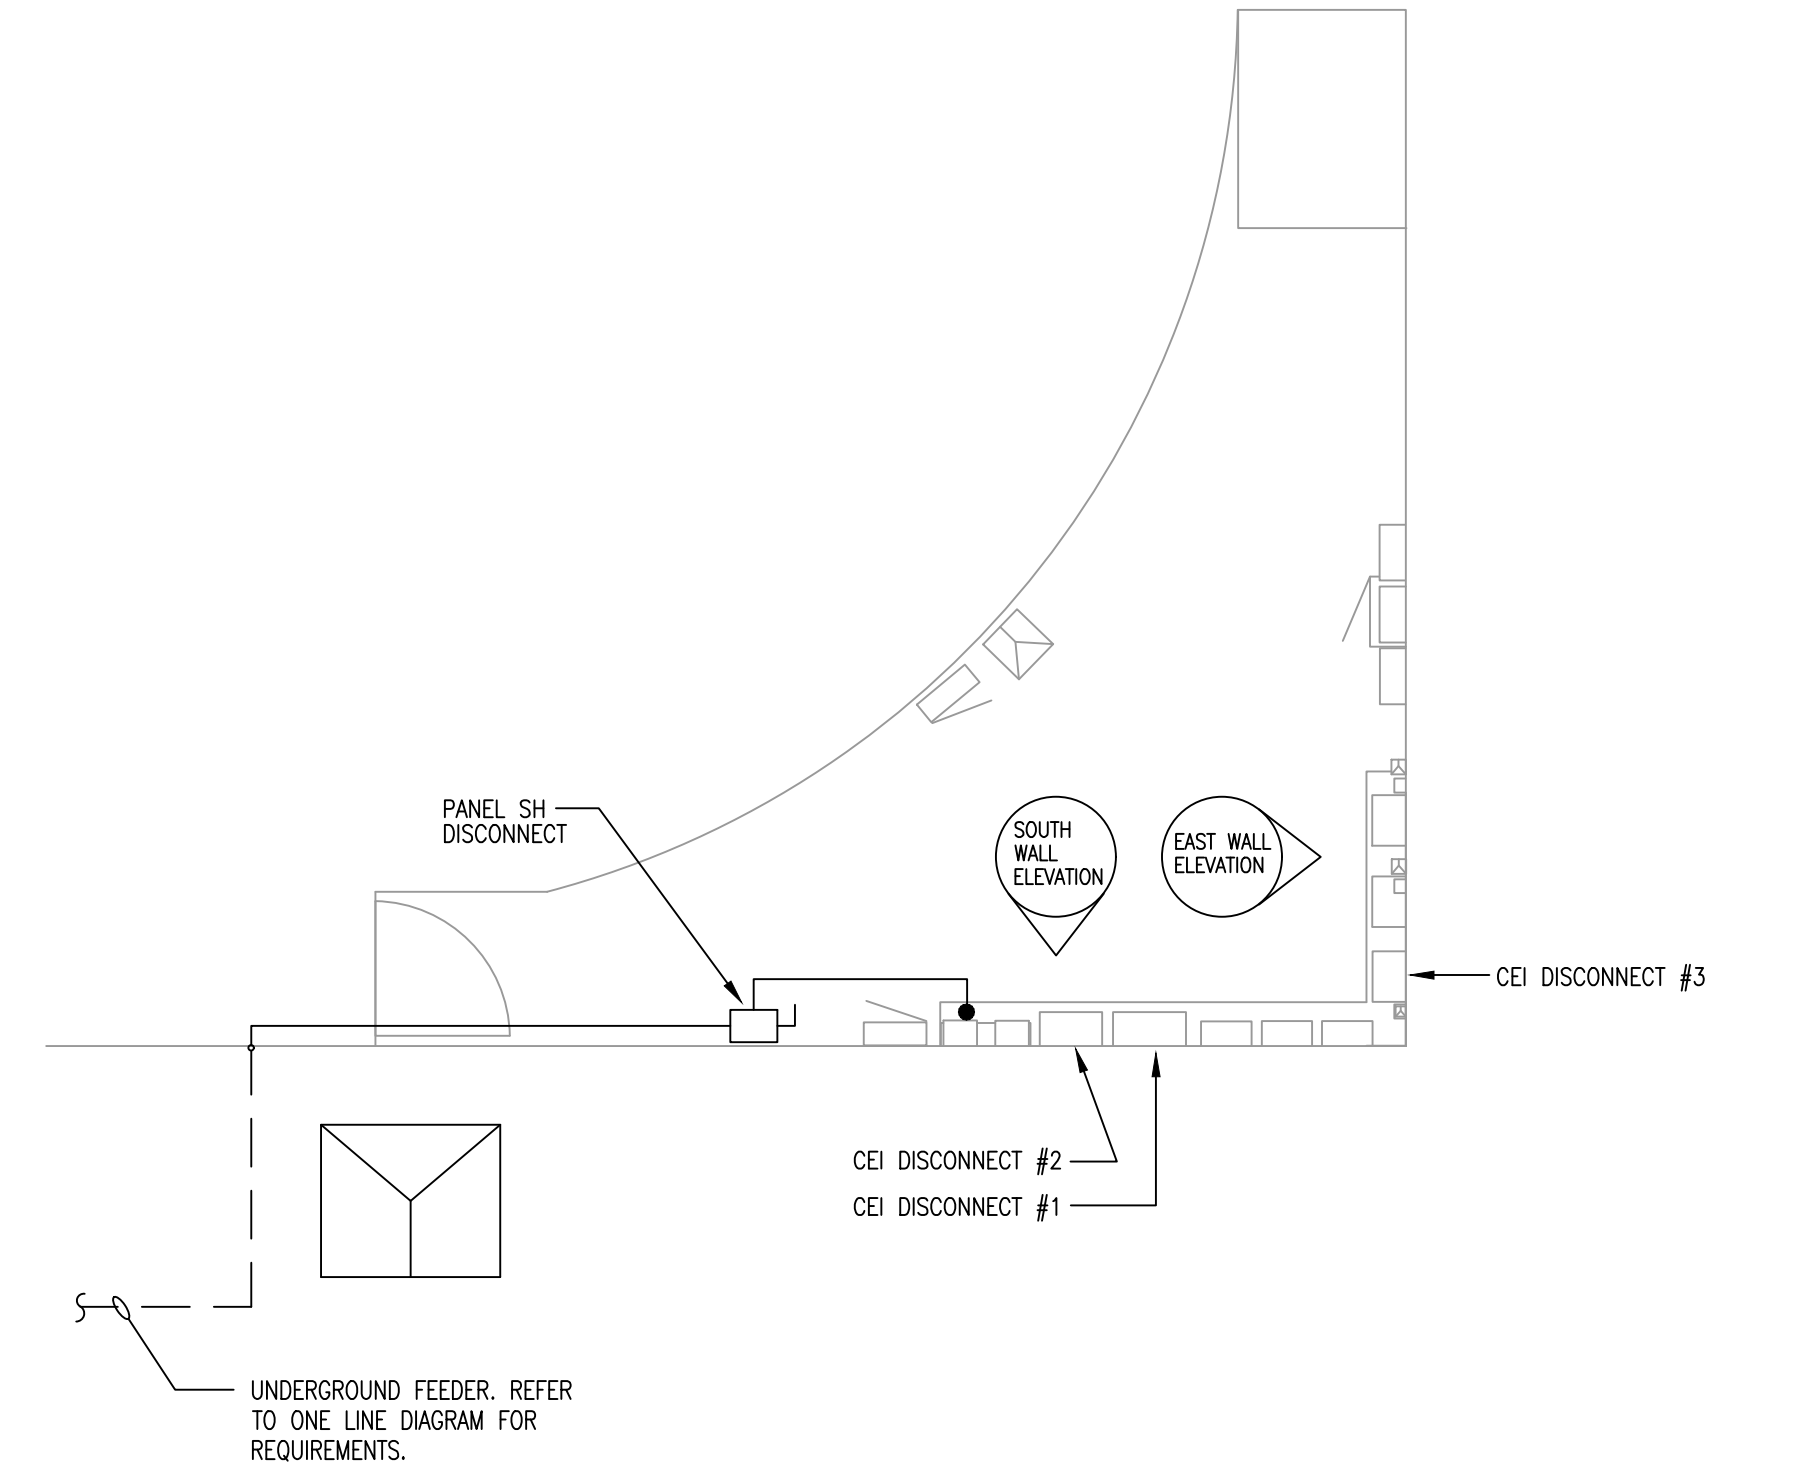 PANEL SH
DISCONNECT
SOUTH
WALL
ELEVATION
EAST WALL
ELEVATION
CEI DISCONNECT #3
CEI DISCONNECT #2
CEI DISCONNECT #1
UNDERGROUND FEEDER. REFER
TO ONE LINE DIAGRAM FOR
REQUIREMENTS.